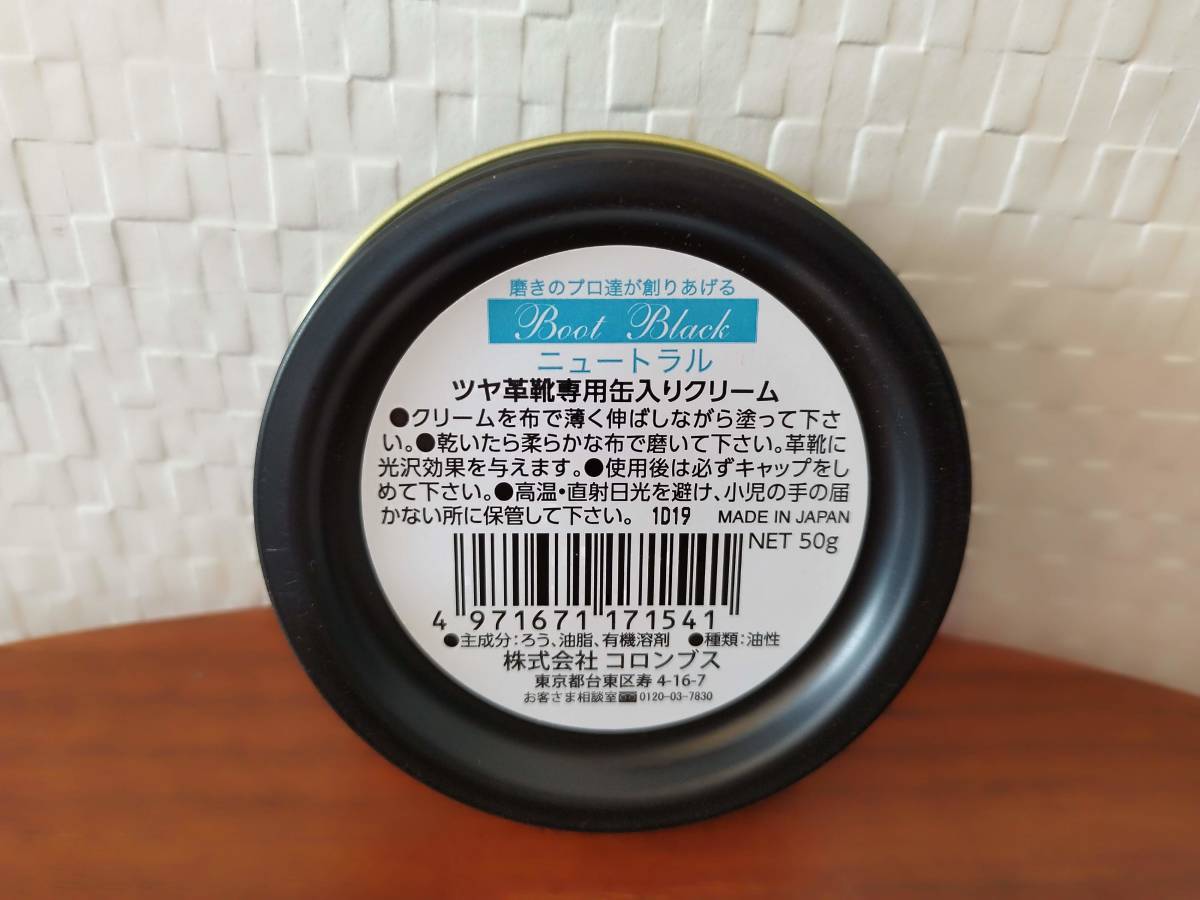 磨きのプロ達が創りあげる
Boot Black
ニュートラル
ツヤ革靴専用缶入りクリーム
●クリームを布で薄く伸ばしながら塗って下さ
い。●乾いたら柔らかな布で磨いて下さい。革靴に
光沢効果を与えます。●使用後は必ずキャップをし
めて下さい。●高温・直射日光を避け、小児の手の届
かない所に保管して下さい。 1D19 MADE IN JAPAN
NET 50g
4 971671 171541
●主成分:ろう、油脂、有機溶剤 ●種類:油性
株式会社 コロンブス
東京都台東区寿 4-16-7
お客さま相談室 0120-03-7830